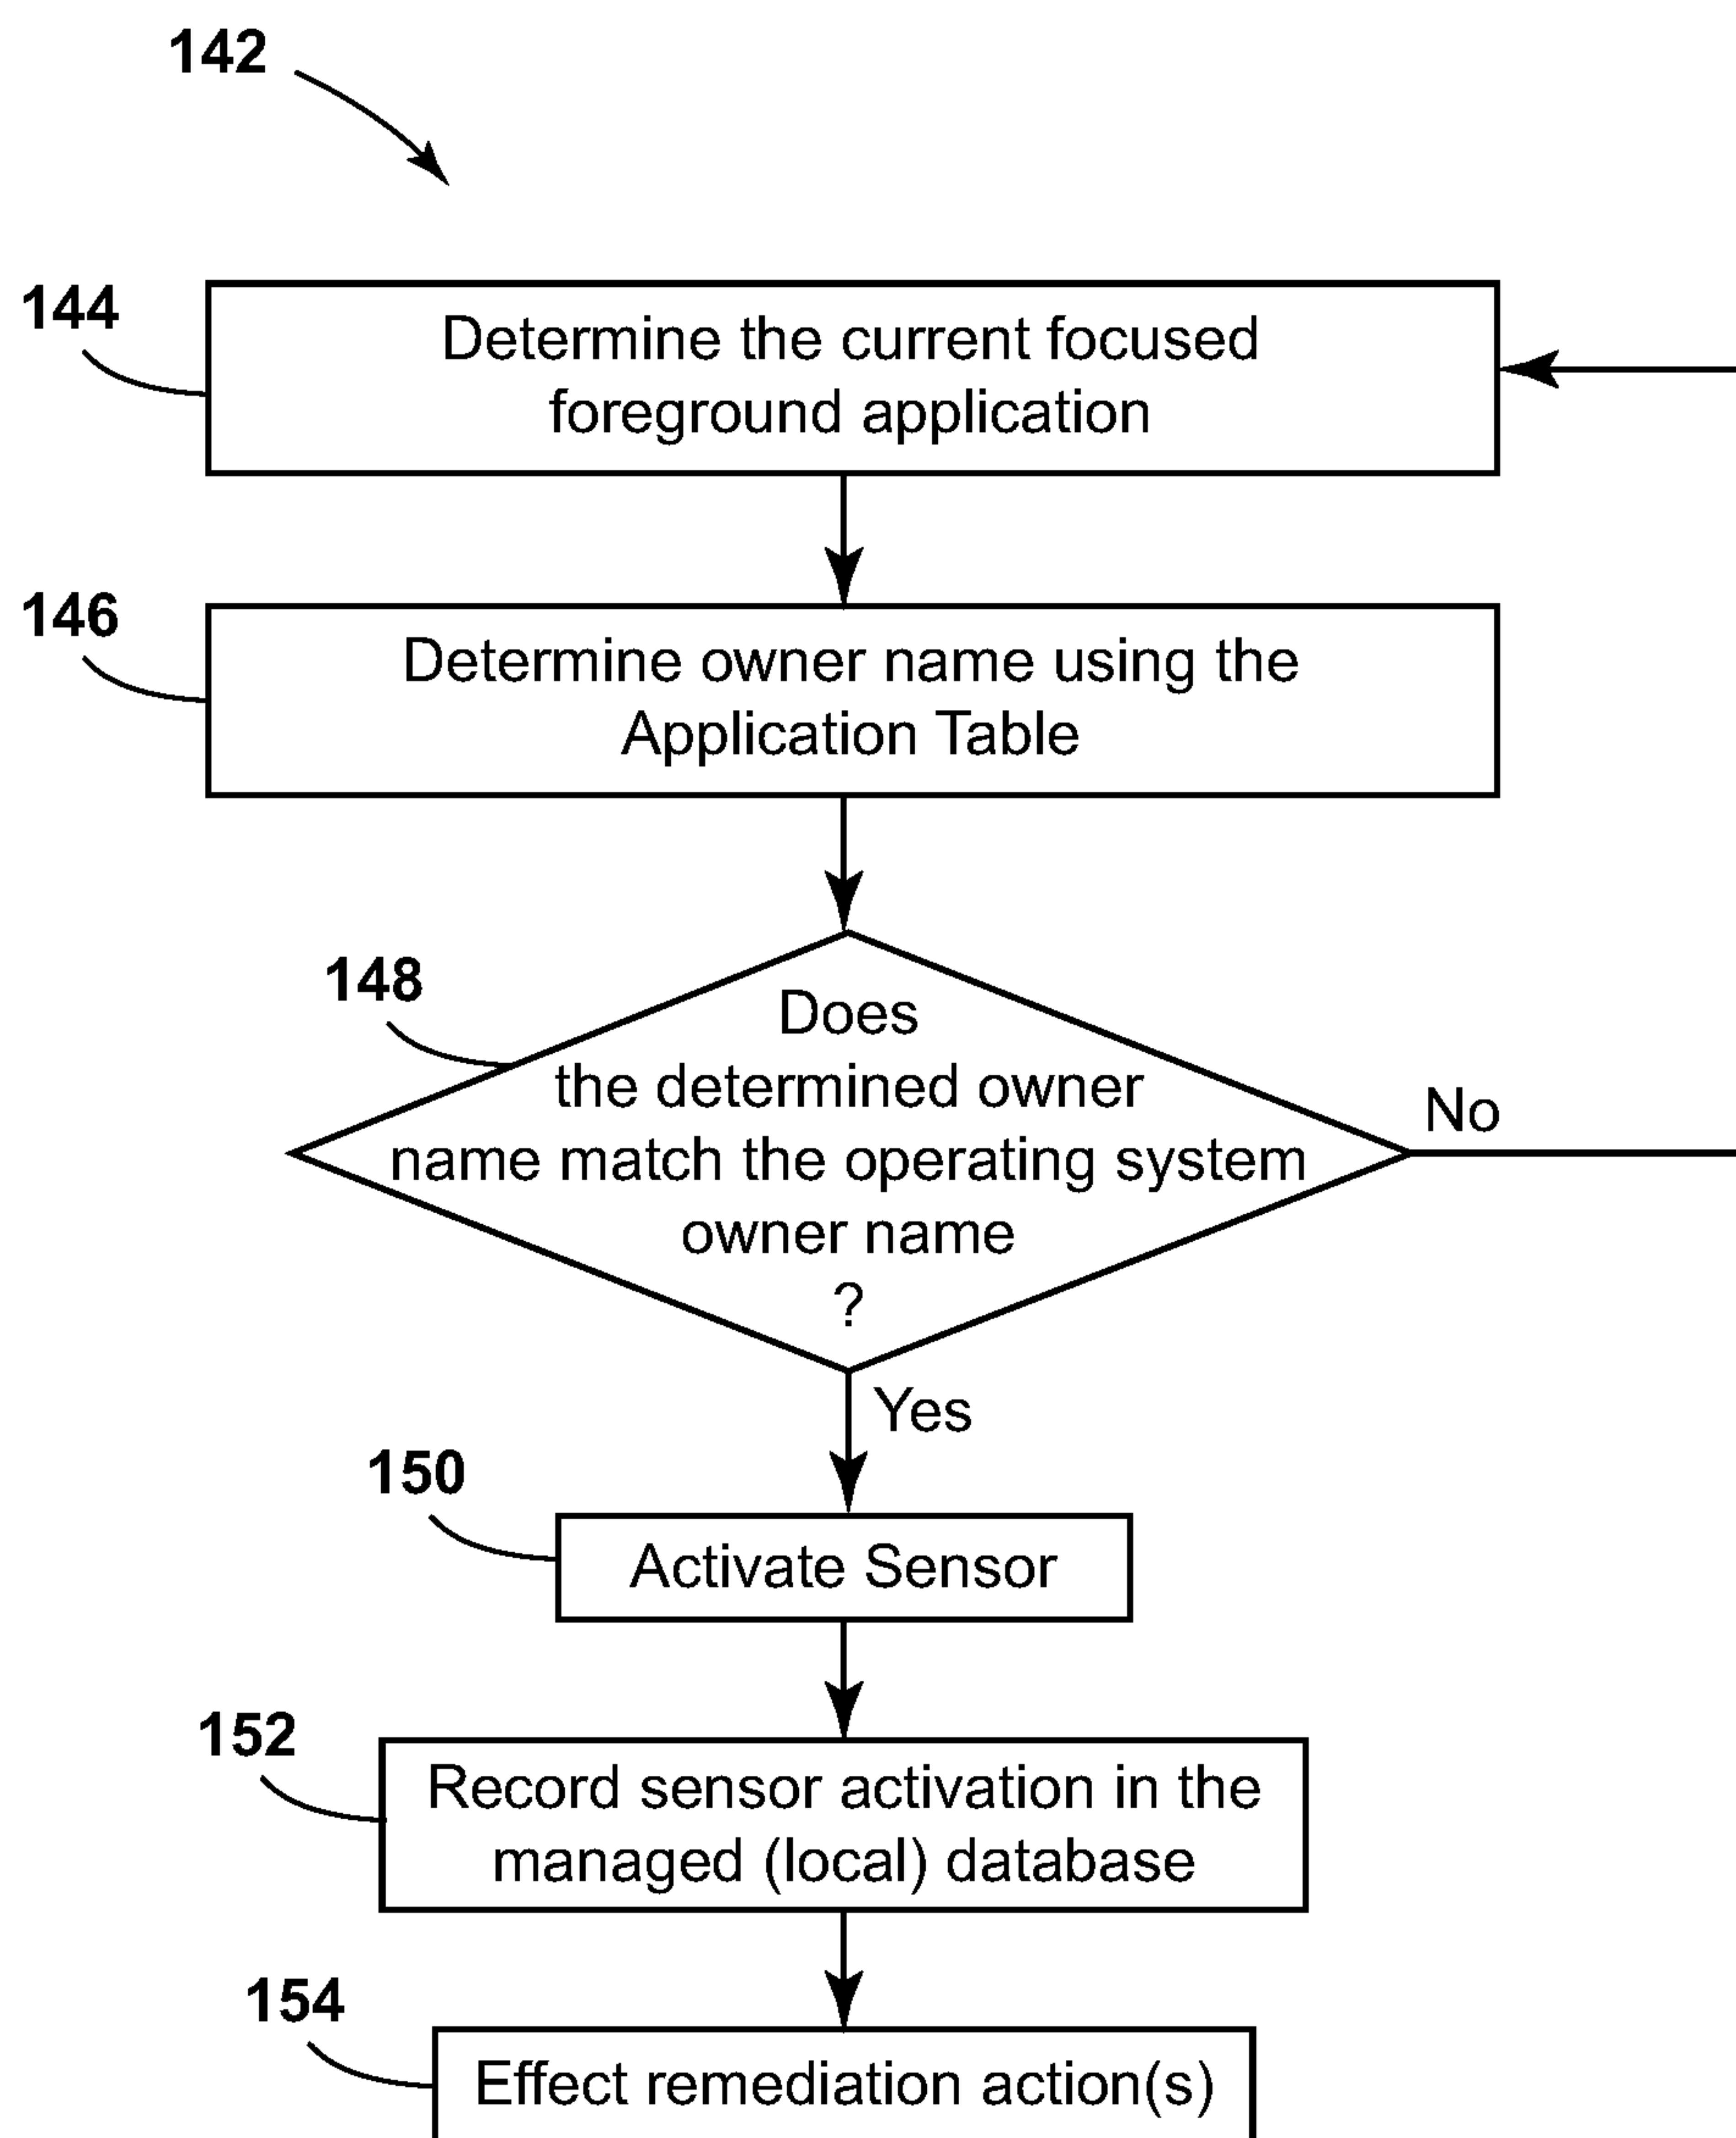 142
144
Determine the current focused
foreground application
146
Determine owner name using the
Application Table
148
Does
the determined owner
name match the operating system
owner name
?
No
Yes
150
Activate Sensor
152
Record sensor activation in the
managed (local) database
154
Effect remediation action(s)